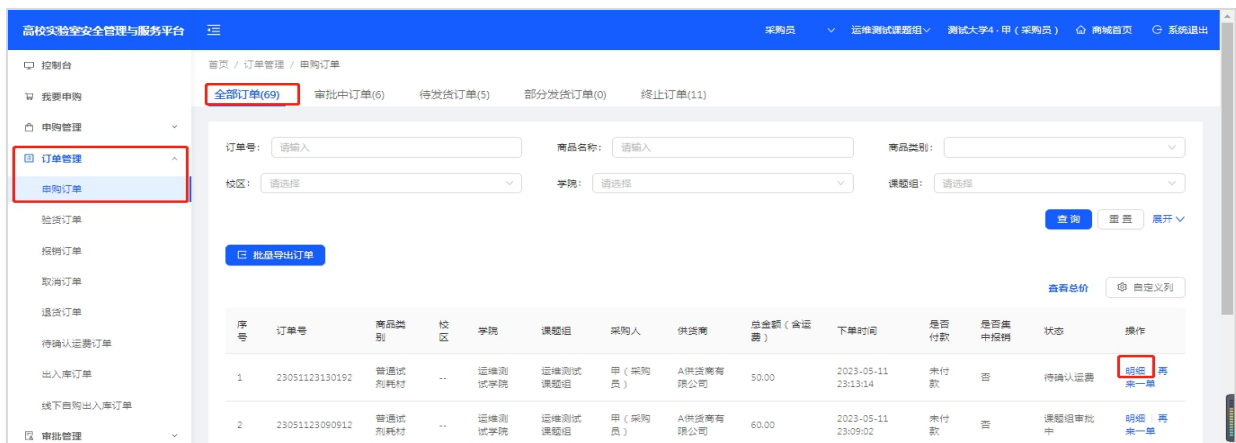 高校实验室安全管理与服务平台
采购员 运维测试课题组 测试大学4 - 甲（采购员） 商城首页 系统退出
控制台
我要申购
申购管理
订单管理
申购订单
验货订单
报销订单
取消订单
退货订单
待确认运费订单
出入库订单
线下自购出入库订单
审批管理
首页 / 订单管理 / 申购订单
全部订单(69) 审批中订单(6) 待发货订单(5) 部分发货订单(0) 终止订单(11)
订单号： 请输入 商品名称： 请输入 商品类别：
校区： 请选择 学院： 请选择 课题组： 请选择
查 询 重 置 展开
批量导出订单
查看总价 自定义列
序号 订单号 商品类别 校区 学院 课题组 采购人 供货商 总金额（含运费） 下单时间 是否付款 是否集中报销 状态 操作
1 23051123130192 普通试剂耗材 -- 运维测试学院 运维测试课题组 甲（采购员） A供货商有限公司 50.00 2023-05-11 23:13:14 未付款 否 待确认运费 明细 再来一单
2 23051123090912 普通试剂耗材 -- 运维测试学院 运维测试课题组 甲（采购员） A供货商有限公司 60.00 2023-05-11 23:09:02 未付款 否 课题组审批中 明细 再来一单